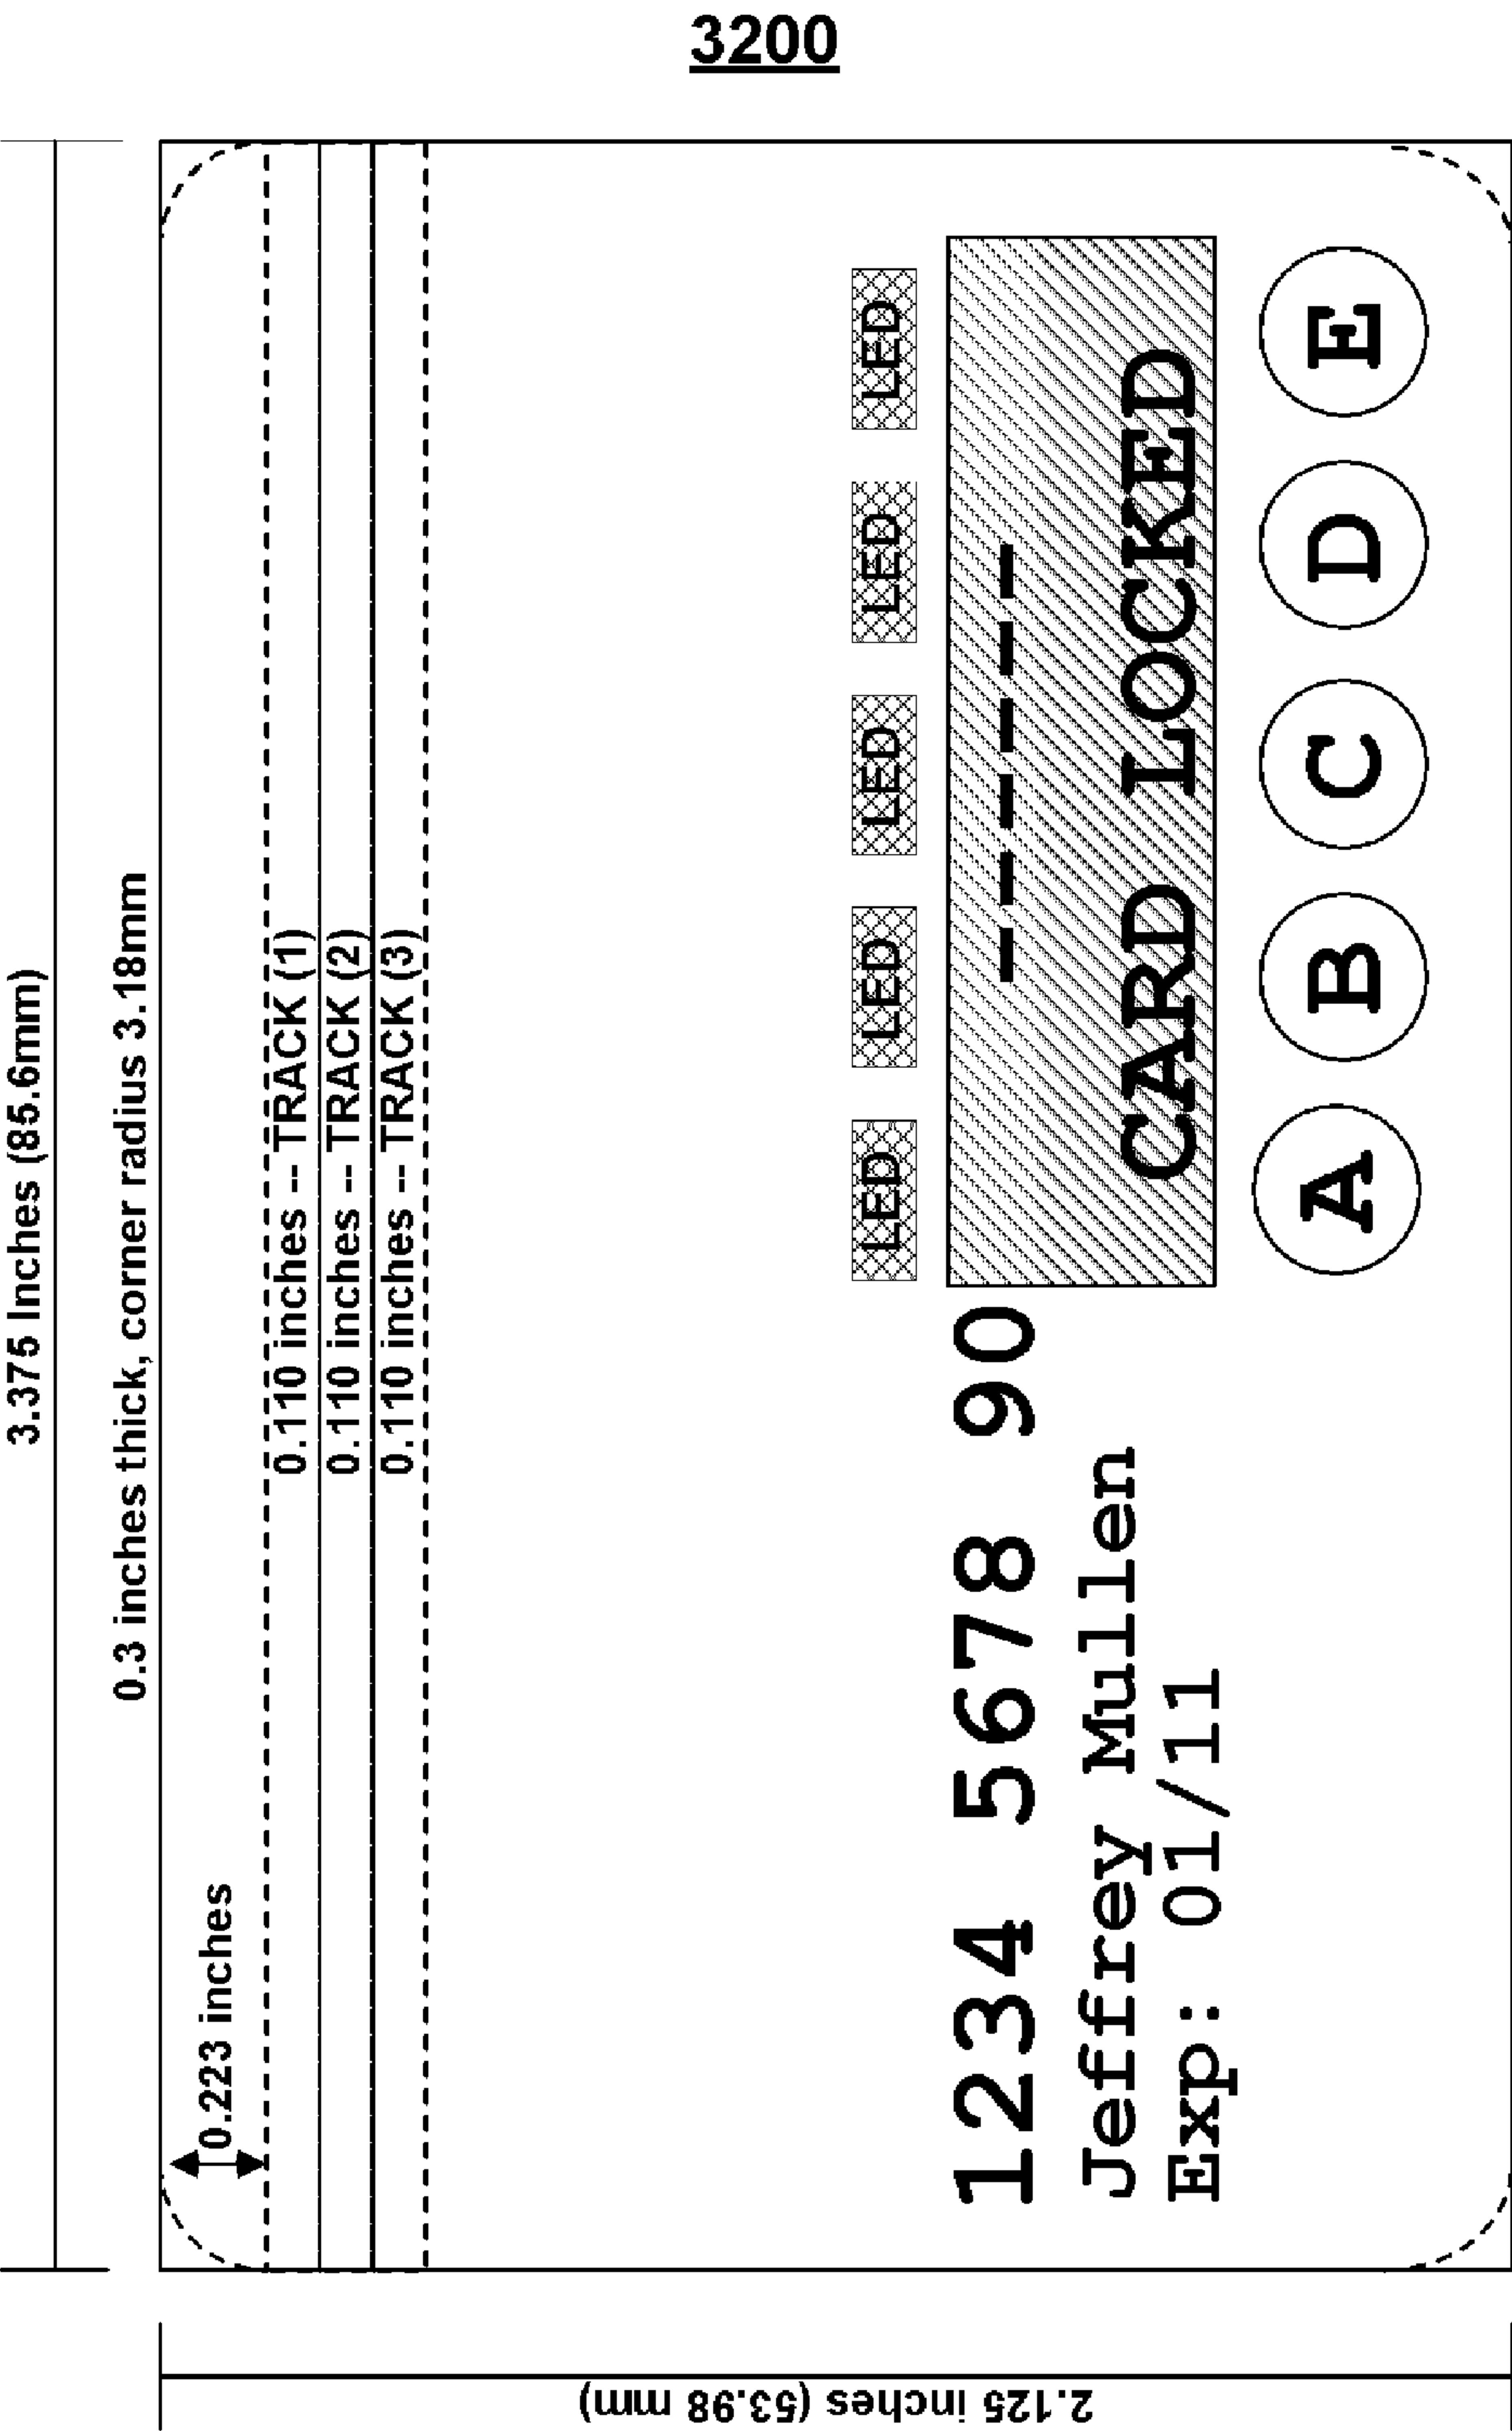 3200
3.375 Inches (85.6mm)
0.3 inches thick, corner radius 3.18mm
0.223 inches
0.110 inches -- TRACK (1)
0.110 inches -- TRACK (2)
0.110 inches -- TRACK (3)
LED LED LED LED LED
1234 5678 90
------
Jeffrey Mullen
CARD LOCKED
Exp: 01/11
A B C D E
2.125 inches (53.98 mm)